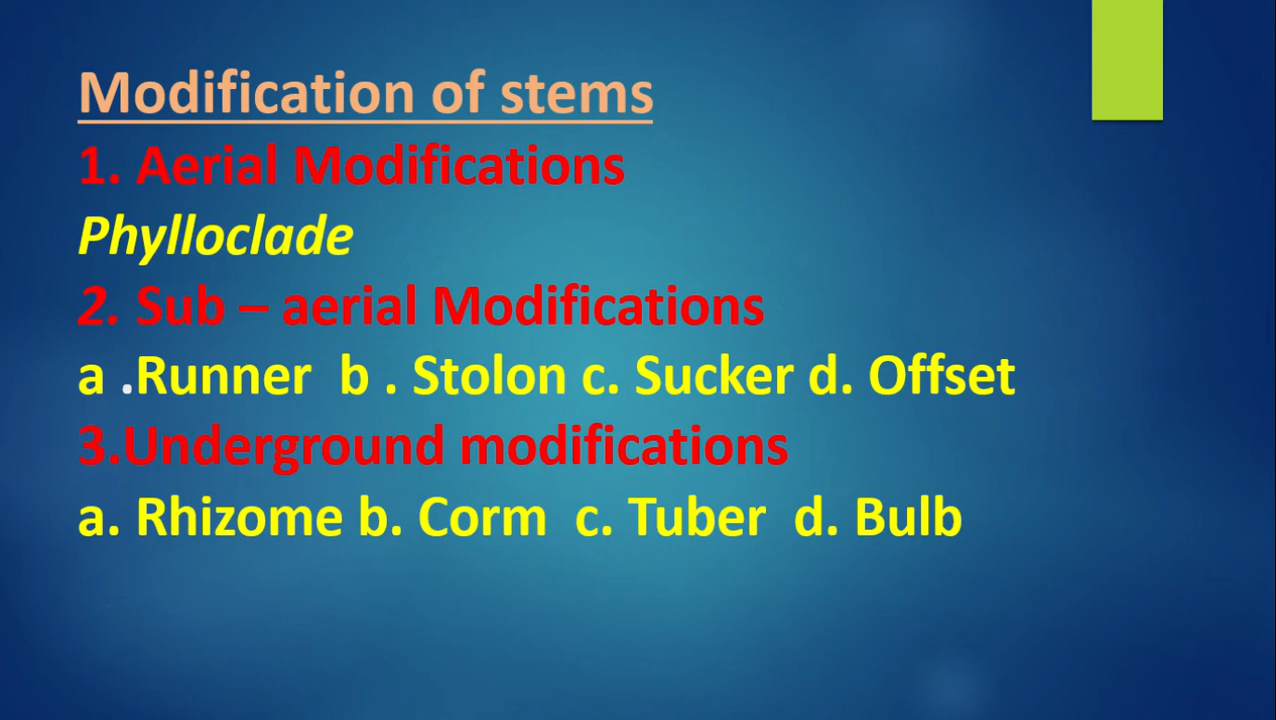 Modification of stems
1. Aerial Modifications
Phylloclade
2. Sub – aerial Modifications
a .Runner  b . Stolon c. Sucker d. Offset
3.Underground modifications
a. Rhizome b. Corm  c. Tuber  d. Bulb